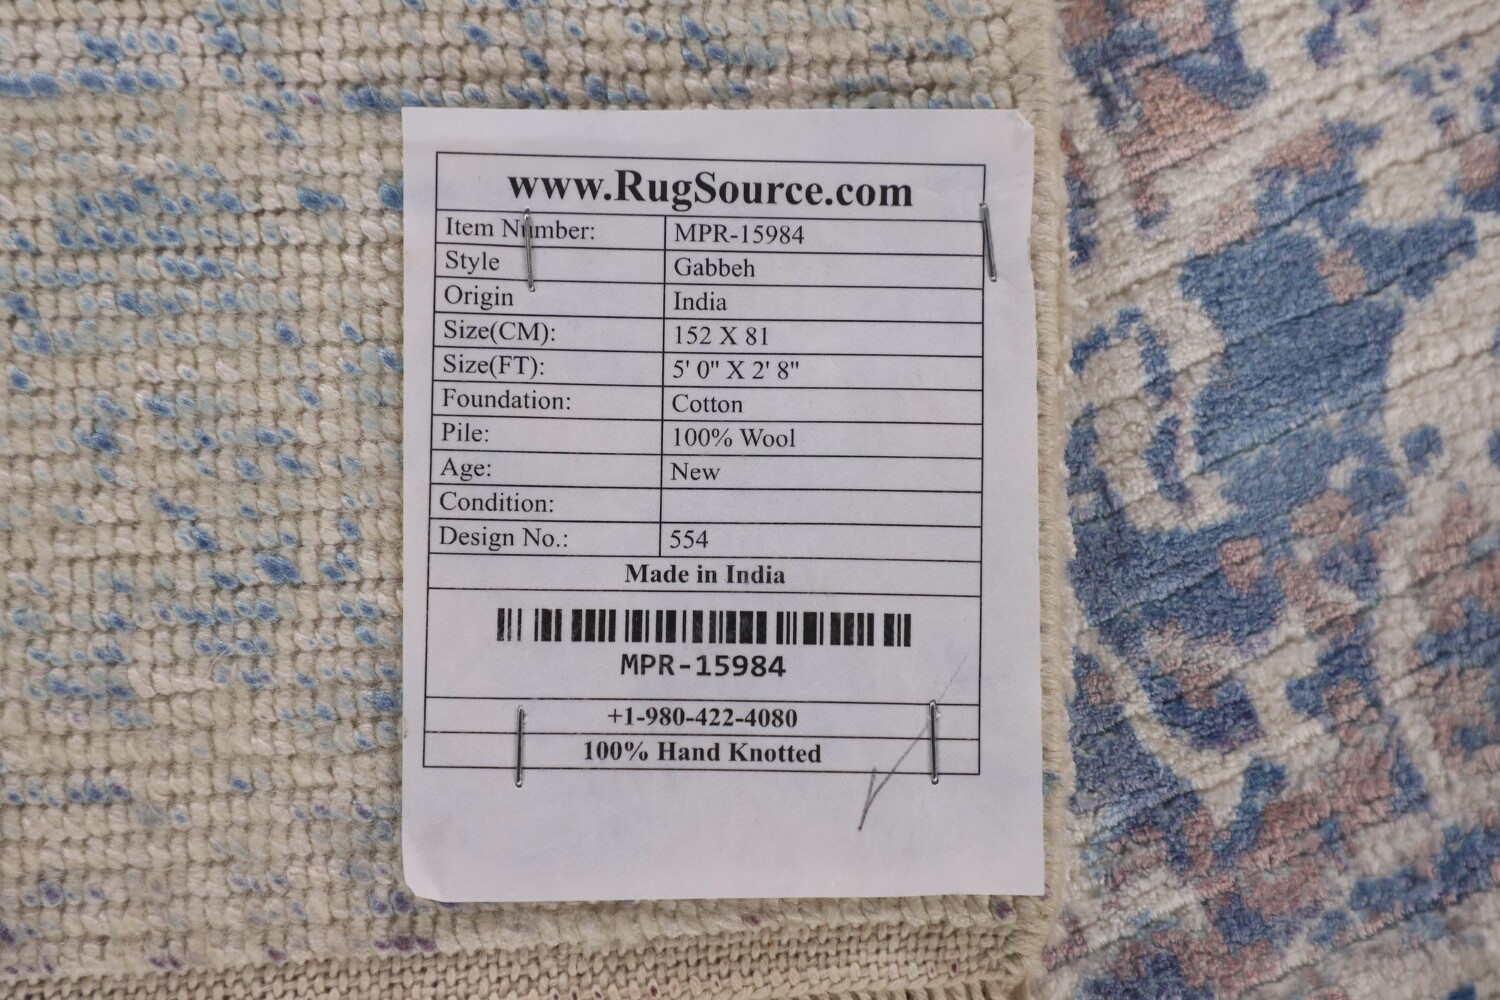 www.RugSource.com
Item Number: MPR-15984
Style Gabbeh
Origin India
Size(CM): 152 X 81
Size(FT): 5' 0" X 2' 8"
Foundation: Cotton
Pile: 100% Wool
Age: New
Condition:
Design No.: 554
Made in India
MPR-15984
+1-980-422-4080
100% Hand Knotted